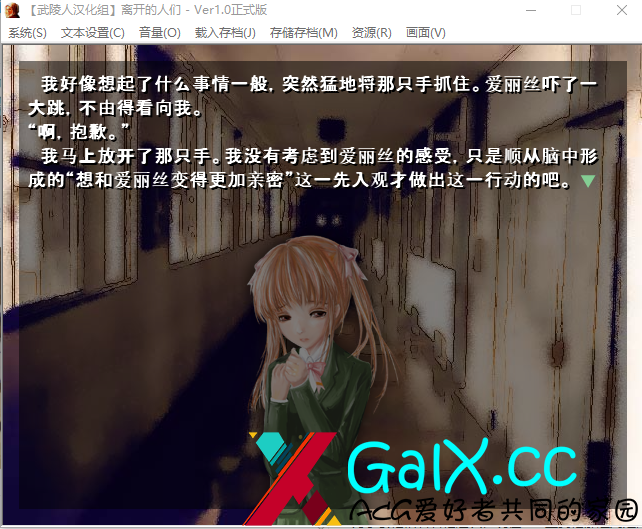 【武陵人汉化组】离开的人们 - Ver1.0正式版
系统(S) 文本设置(C) 音量(O) 载入存档(J) 存储存档(M) 资源(R) 画面(V)
我好像想起了什么事情一般，突然猛地将那只手抓住。爱丽丝吓了一
大跳，不由得看向我。
“啊，抱歉。”
我马上放开了那只手。我没有考虑到爱丽丝的感受，只是顺从脑中形
成的“想和爱丽丝变得更加亲密”这一先入观才做出这一行动的吧。
GalX.cc
ACG爱好者共同的家园